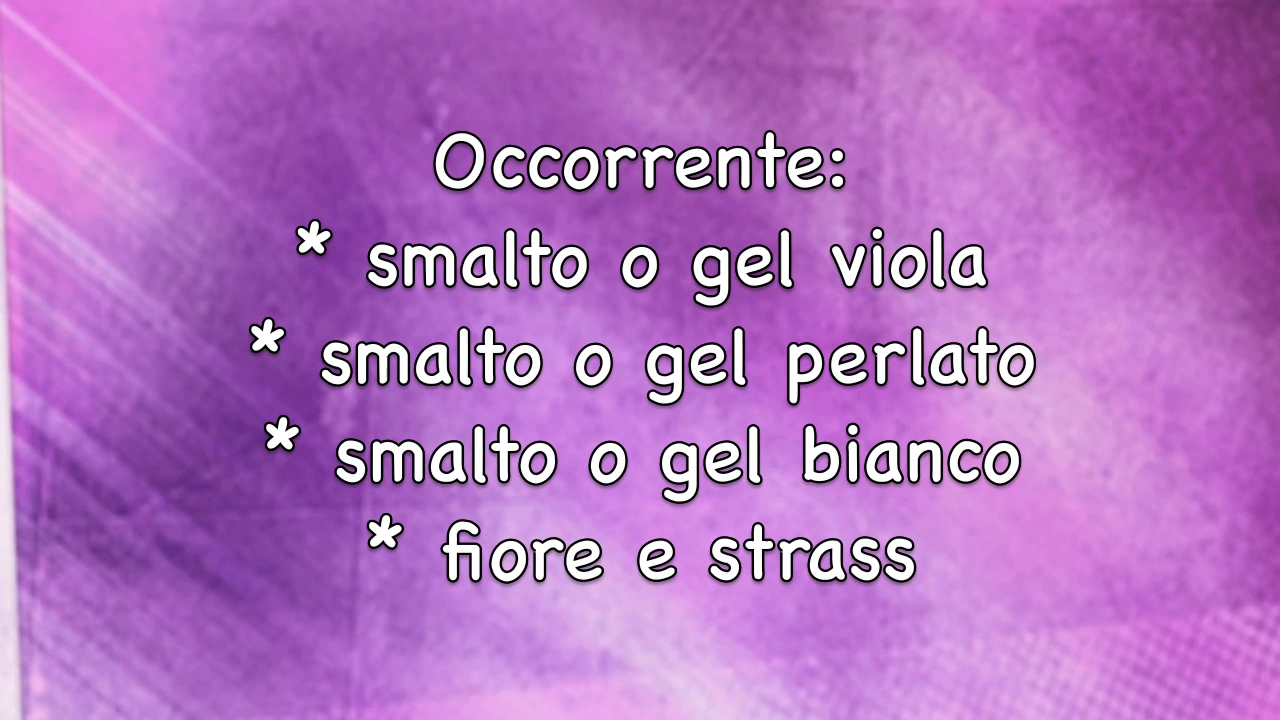 Occorrente:
* smalto o gel viola
* smalto o gel perlato
* smalto o gel bianco
* fiore e strass